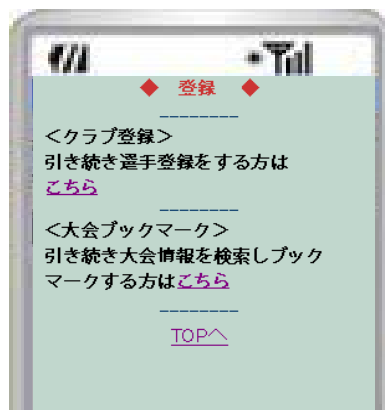 ◆ 登録 ◆
--------
＜クラブ登録＞
引き続き選手登録をする方は
こちら
--------
＜大会ブックマーク＞
引き続き大会情報を検索しブック
マークする方はこちら
--------
TOPへ